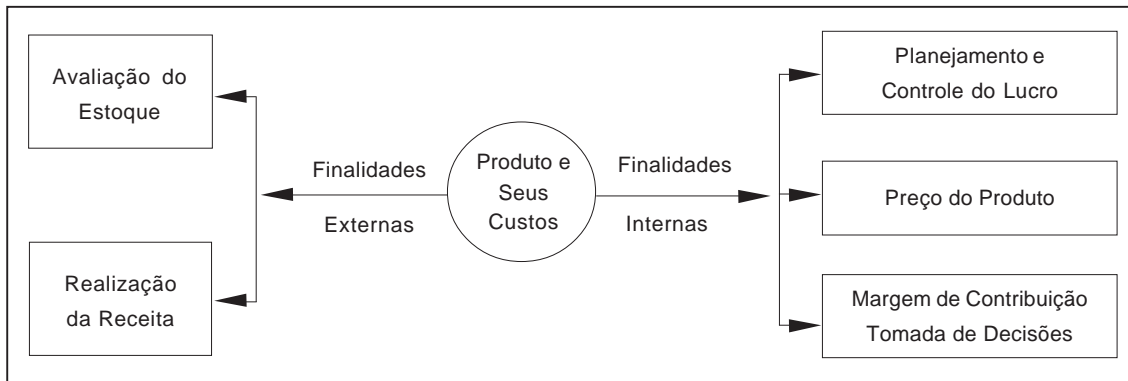 Avaliação do
Estoque
Realização
da Receita
Finalidades
Externas
Produto e
Seus
Custos
Finalidades
Internas
Planejamento e
Controle do Lucro
Preço do Produto
Margem de Contribuição
Tomada de Decisões